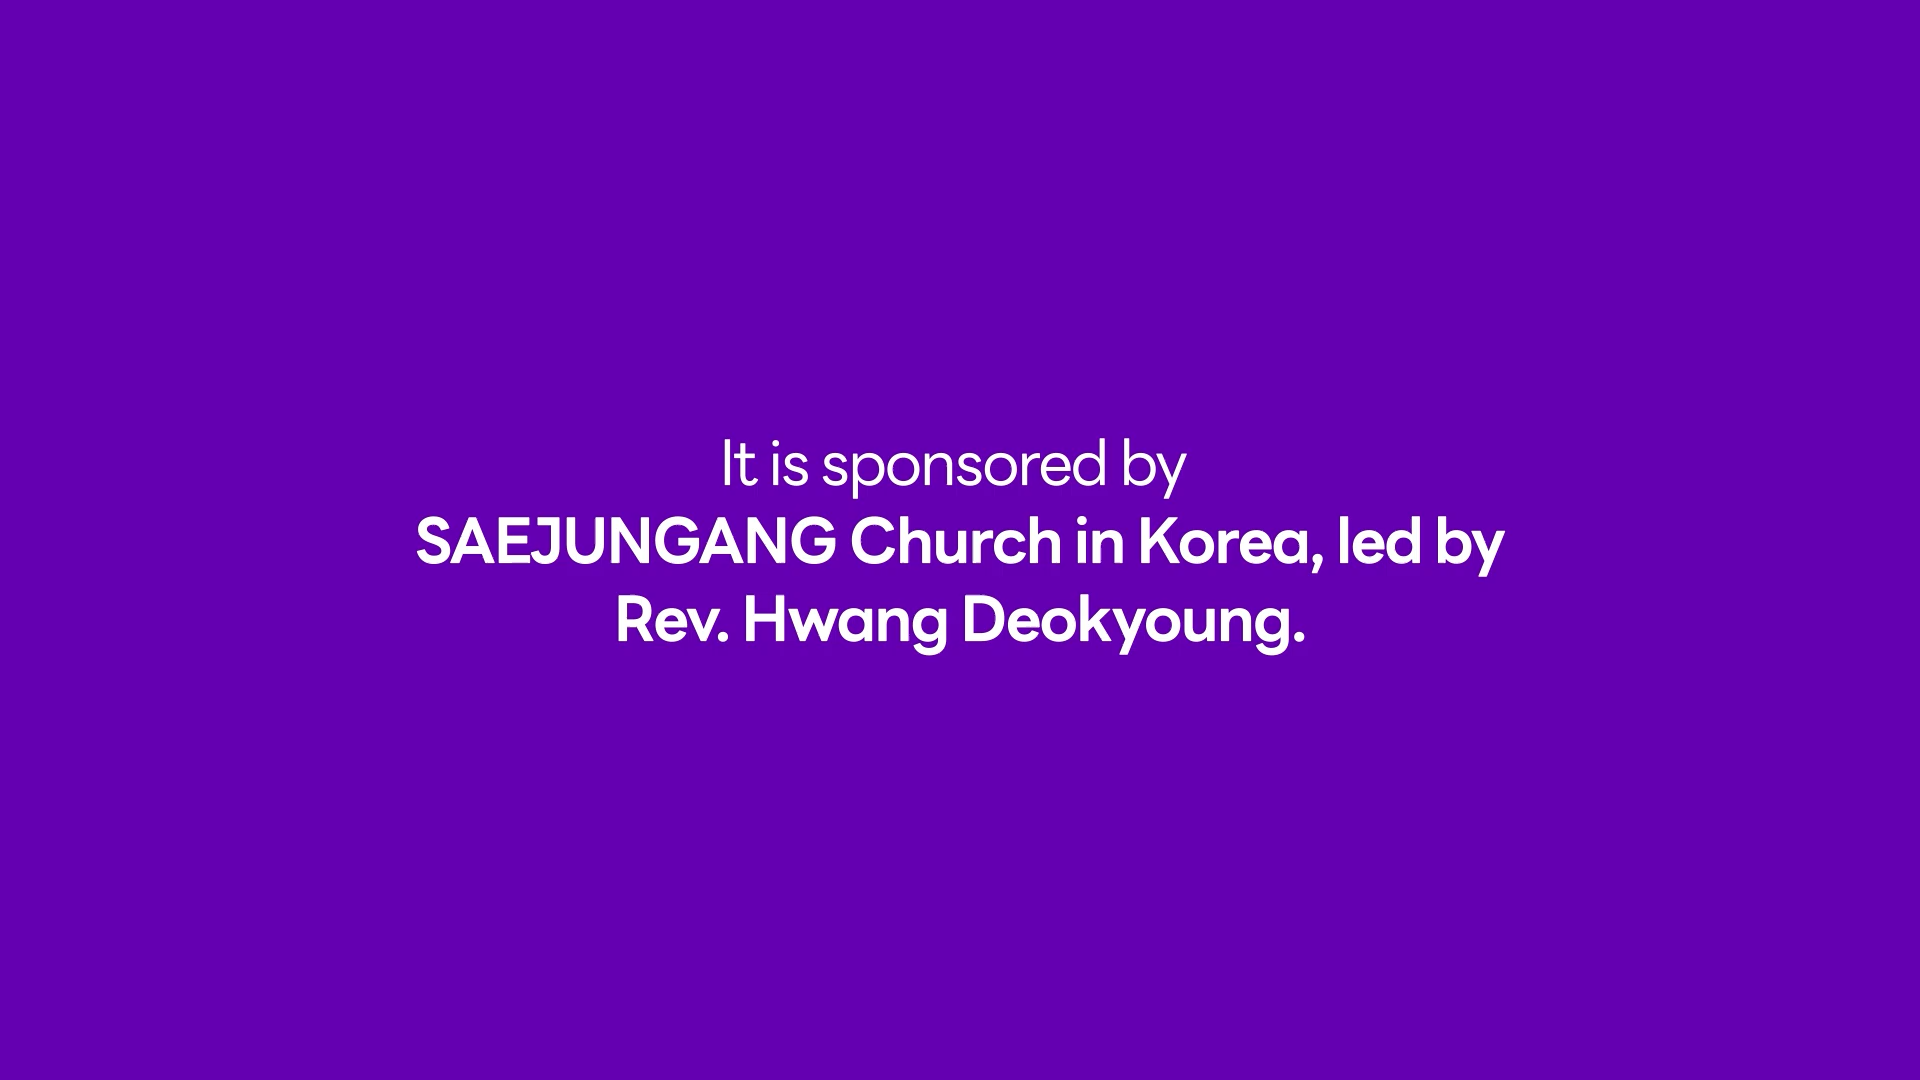 It is sponsored by
SAEJUNGANG Church in Korea, led by
Rev. Hwang Deokyoung.